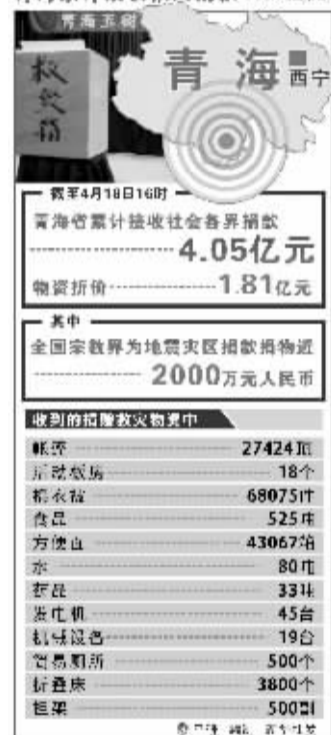 青海玉树
青海
西宁
截至4月18日16时
青海省累计接收社会各界捐款
4.05亿元
物资折价 1.81亿元
其中
全国宗教界为地震灾区捐款捐物近
2000万元人民币
收到的捐赠救灾物资中
帐篷 27424顶
活动板房 18个
棉衣被 68075件
食品 525吨
方便面 43067箱
水 80吨
药品 33吨
发电机 45台
机械设备 19台
简易厕所 500个
折叠床 3800个
担架 500副